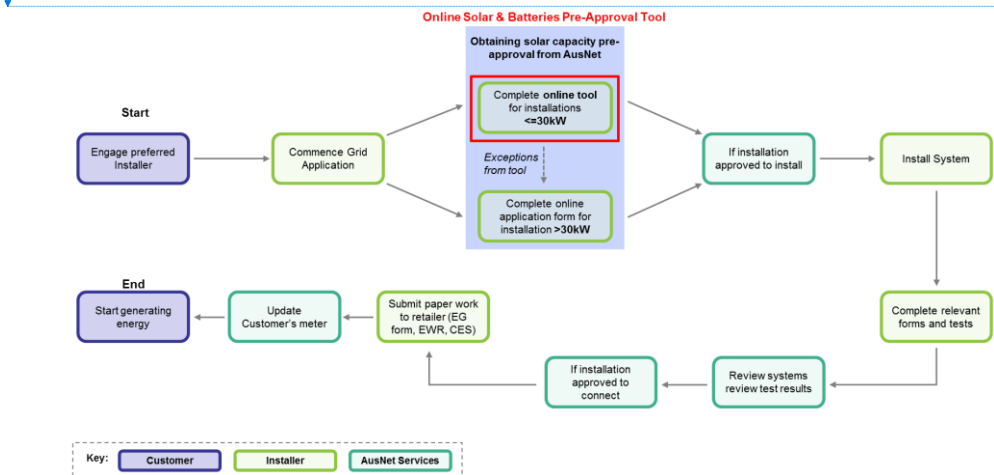 Online Solar & Batteries Pre-Approval Tool
Obtaining solar capacity pre-
approval from AusNet
Complete online tool
for installations
<=30kW
Start
Engage preferred
Installer
Commence Grid
Application
Exceptions
from tool
If installation
approved to install
Install System
Complete online
application form for
installation >30kW
End
Start generating
energy
Update
Customer's meter
Submit paper work
to retailer (EG
form, EWR, CES)
Complete relevant
forms and tests
If installation
approved to
connect
Review systems
review test results
Key:
Customer
Installer
AusNet Services